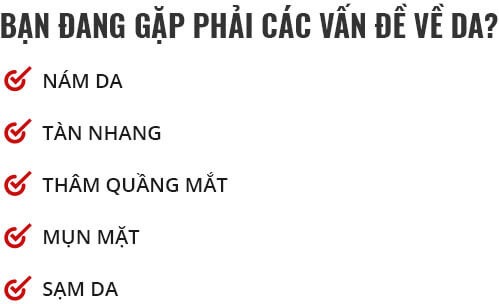 BẠN ĐANG GẶP PHẢI CÁC VẤN ĐỀ VỀ DA?
NÁM DA
TÀN NHANG
THÂM QUẦNG MẮT
MỤN MẶT
SẠM DA